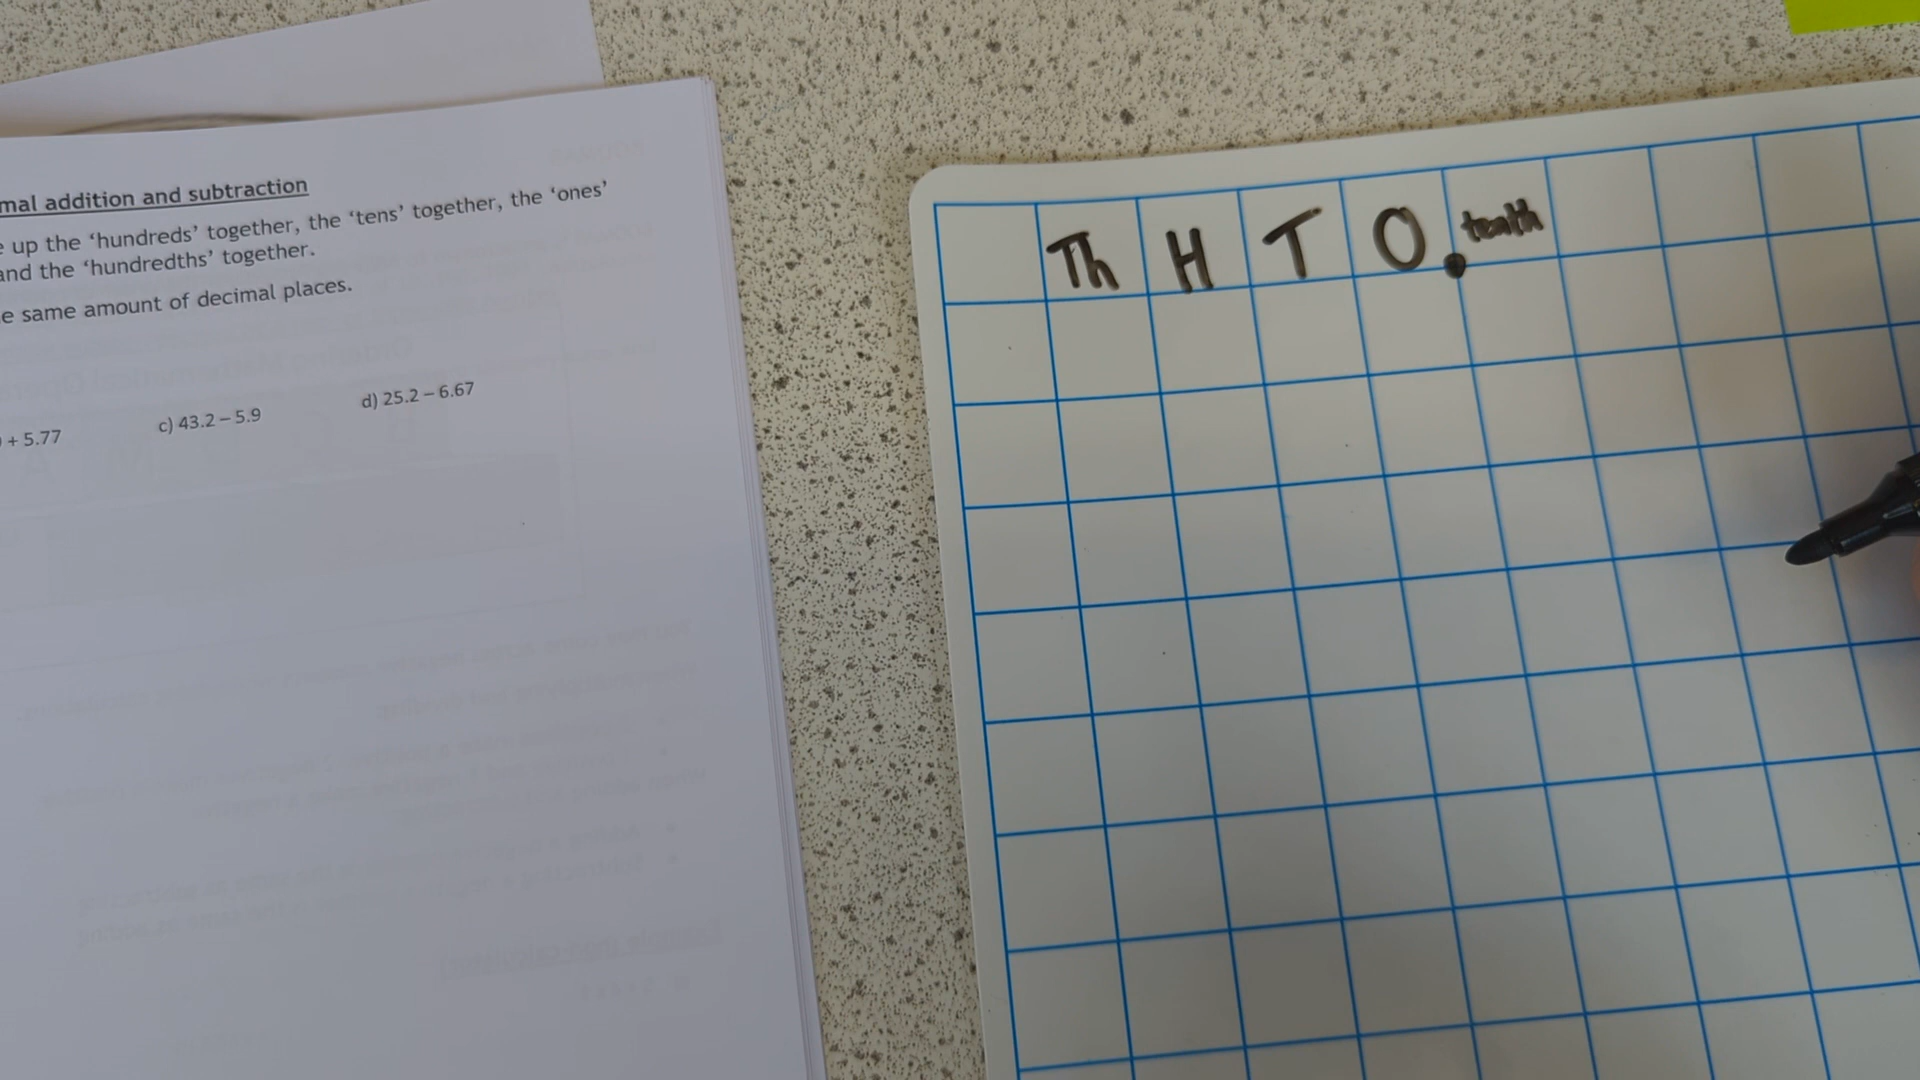 mal addition and subtraction
up the ‘hundreds’ together, the ‘tens’ together, the ‘ones’
and the ‘hundredths’ together.
same amount of decimal places.
+ 5.77 c) 43.2 – 5.9 d) 25.2 – 6.67
Th H T O . tenth